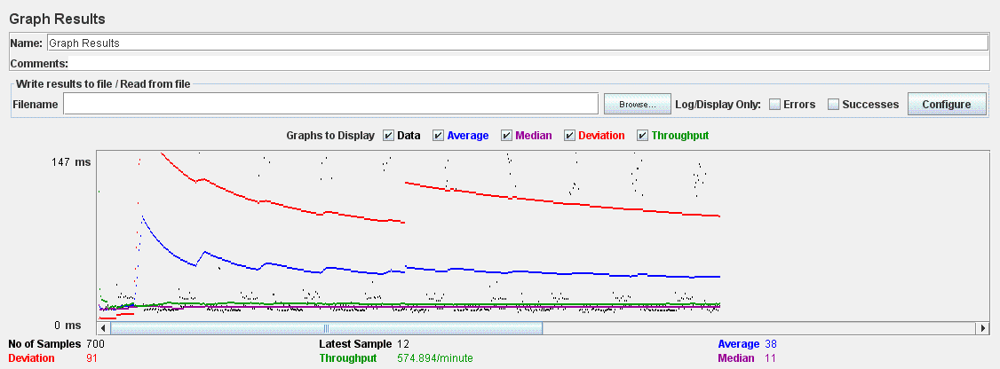 Graph Results
Name: Graph Results
Comments:
Write results to file / Read from file
Filename Browse... Log/Display Only: Errors Successes Configure
Graphs to Display Data Average Median Deviation Throughput
147 ms
0 ms
No of Samples 700 Latest Sample 12 Average 38
Deviation 91 Throughput 574.894/minute Median 11